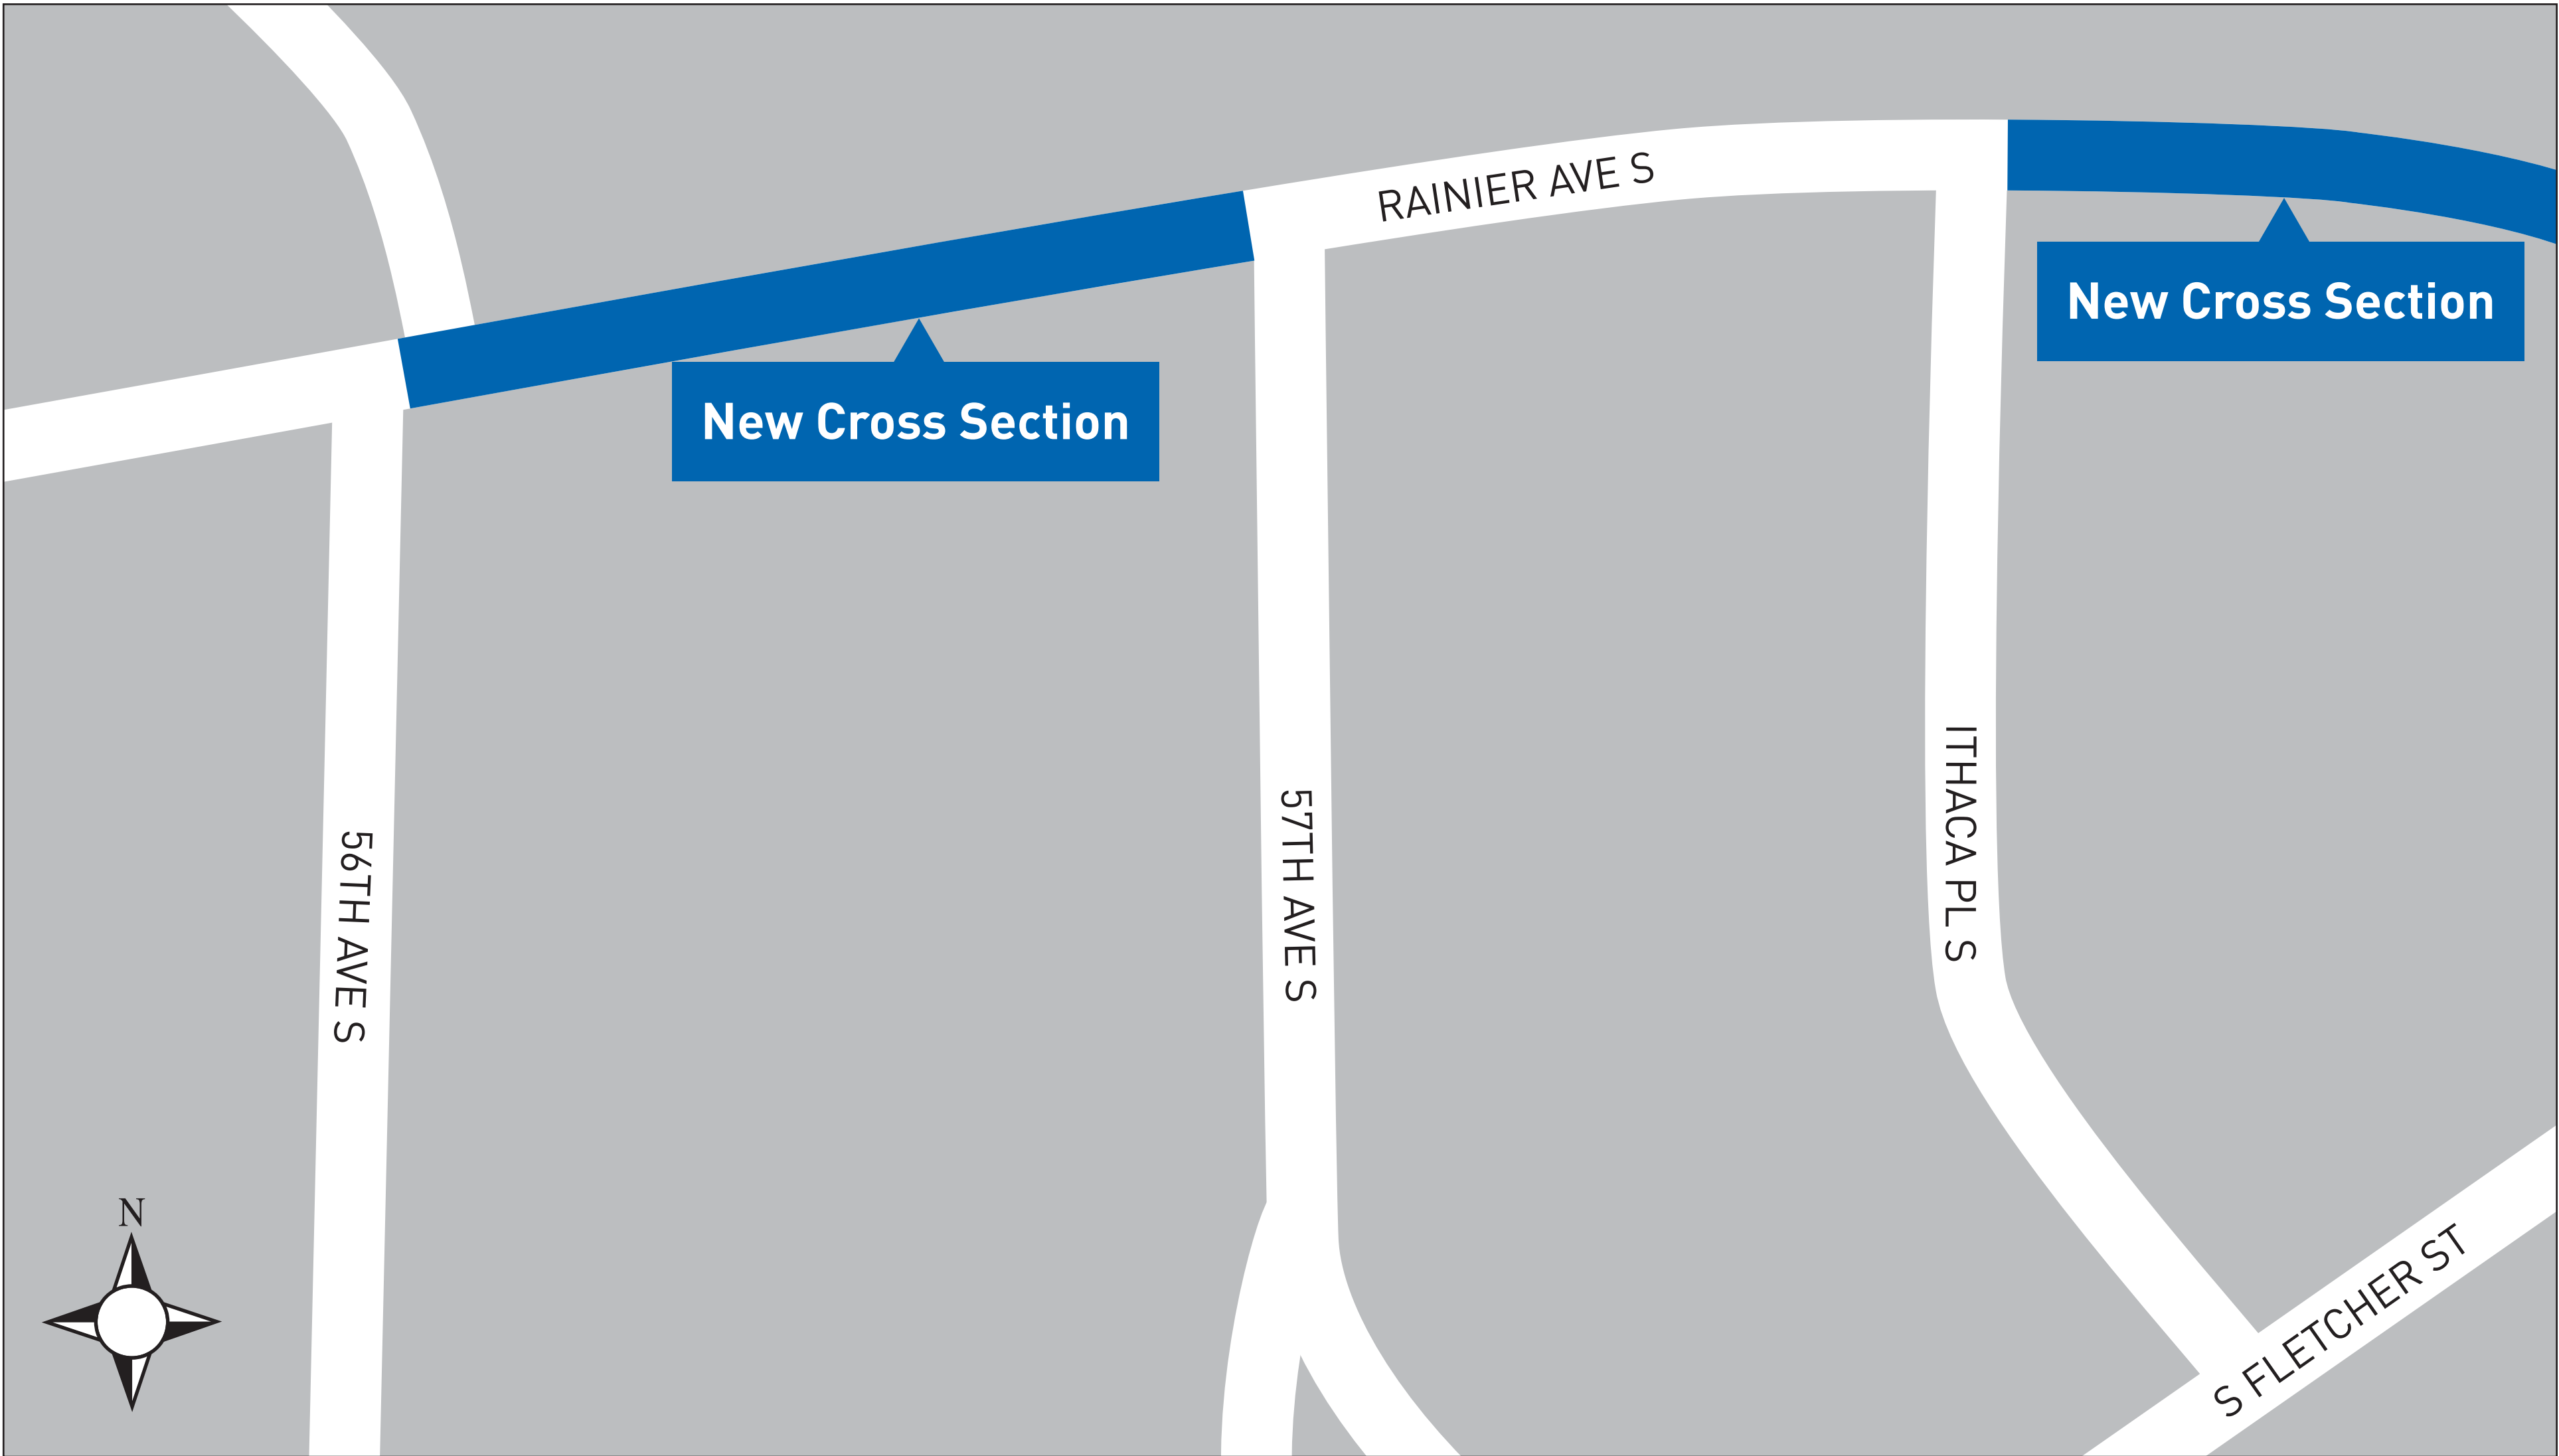 RAINIER AVE S
New Cross Section
New Cross Section
56TH AVE S
57TH AVE S
ITHACA PL S
S FLETCHER ST
N